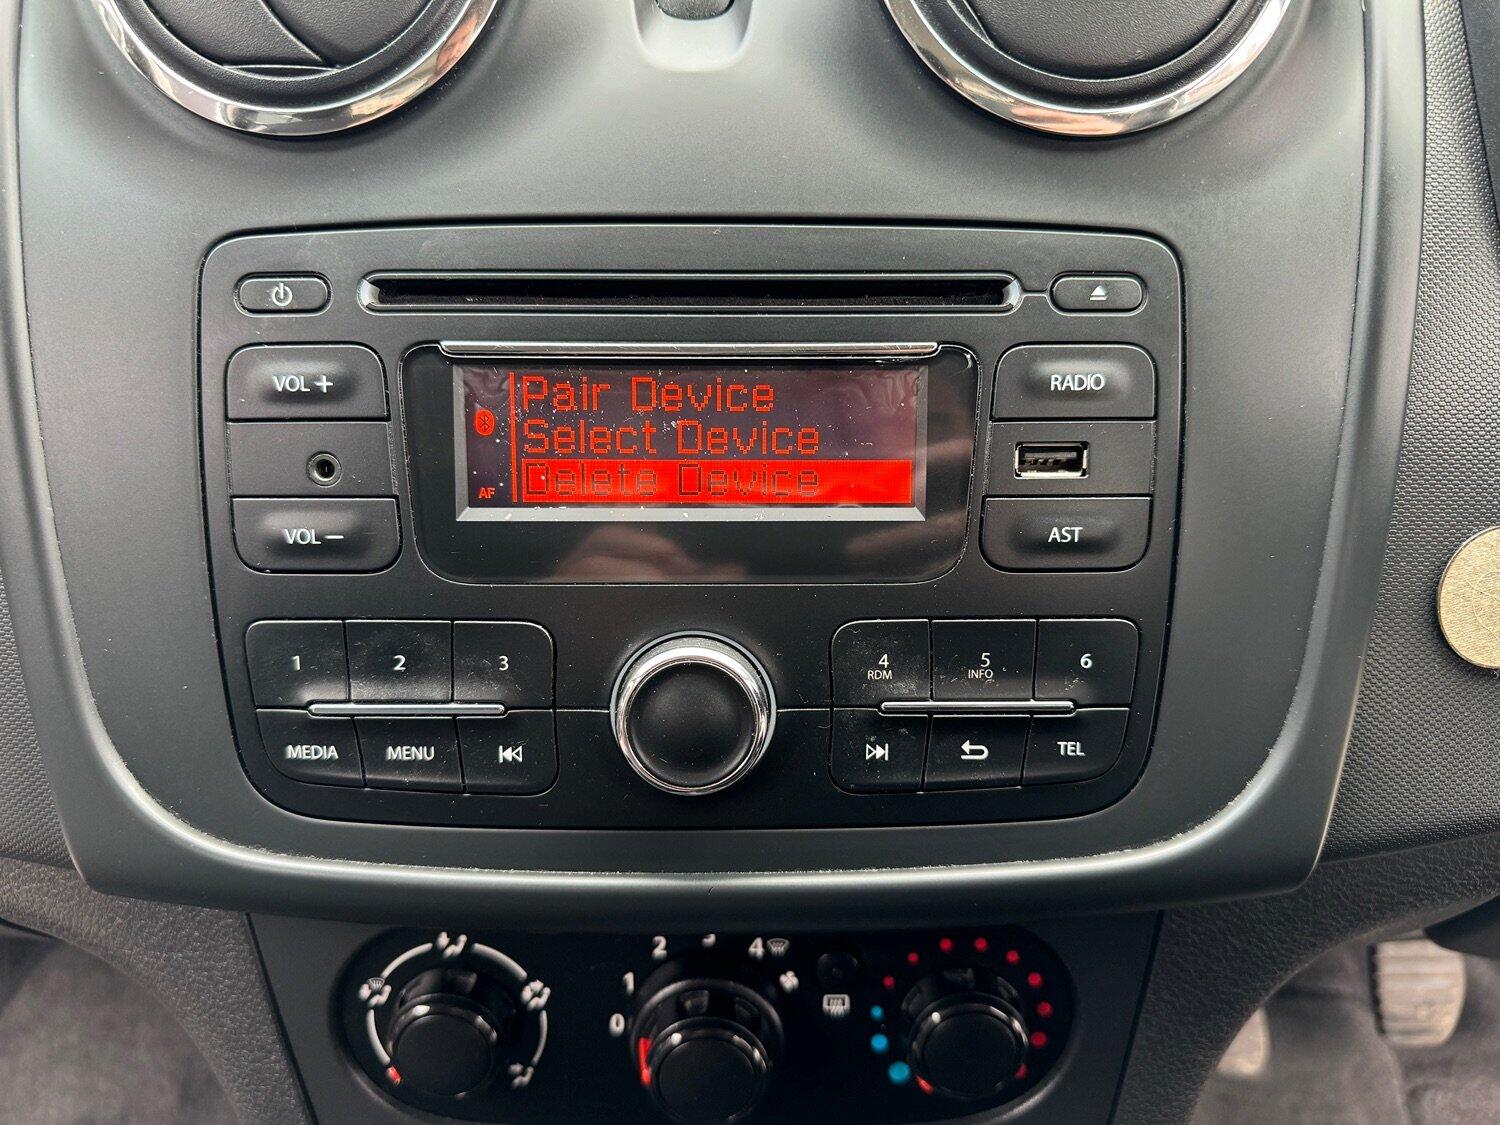 VOL +
Pair Device
Select Device
Delete Device
AF
RADIO
VOL −
AST
1
2
3
4
RDM
5
INFO
6
MEDIA
MENU
TEL
0
1
2
4